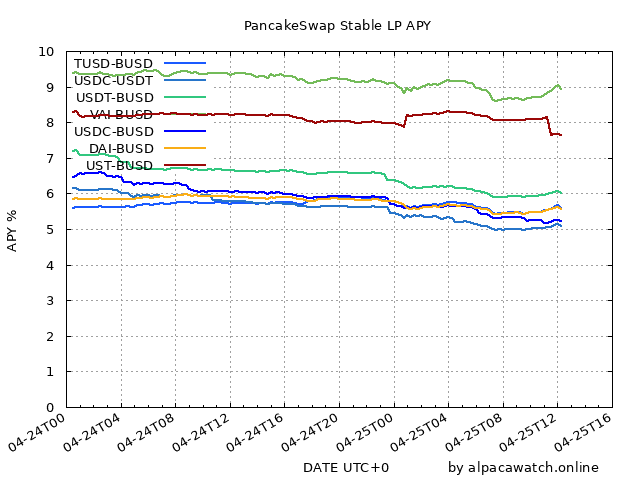 PancakeSwap Stable LP APY
10
9
8
7
6
5
4
3
2
1
0
APY %
TUSD-BUSD
USDC-USDT
USDT-BUSD
VAI-BUSD
USDC-BUSD
DAI-BUSD
UST-BUSD
04-24T00
04-24T04
04-24T08
04-24T12
04-24T16
04-24T20
04-25T00
04-25T04
04-25T08
04-25T12
04-25T16
DATE UTC+0
by alpacawatch.online